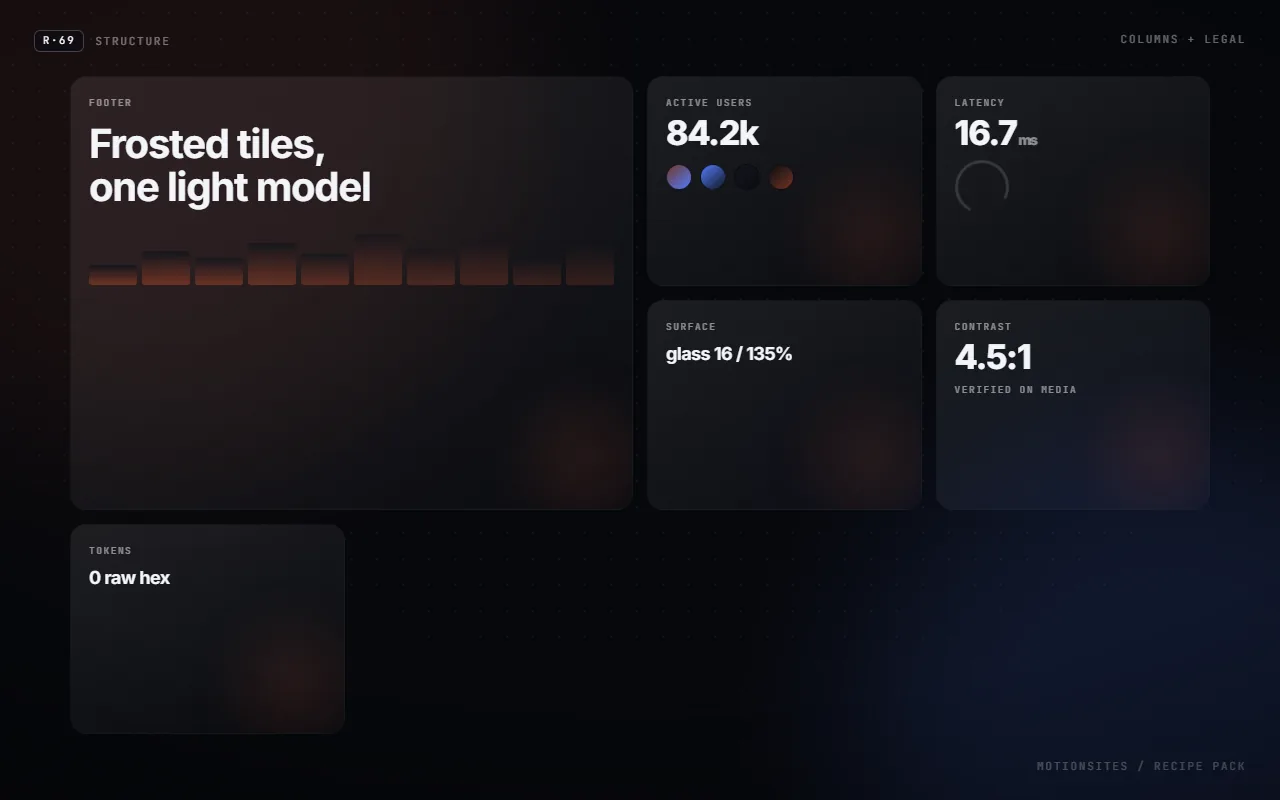 R·69 STRUCTURE
COLUMNS + LEGAL
FOOTER
Frosted tiles,
one light model
ACTIVE USERS
84.2k
LATENCY
16.7ms
SURFACE
glass 16 / 135%
CONTRAST
4.5:1
VERIFIED ON MEDIA
TOKENS
0 raw hex
MOTIONSITES / RECIPE PACK